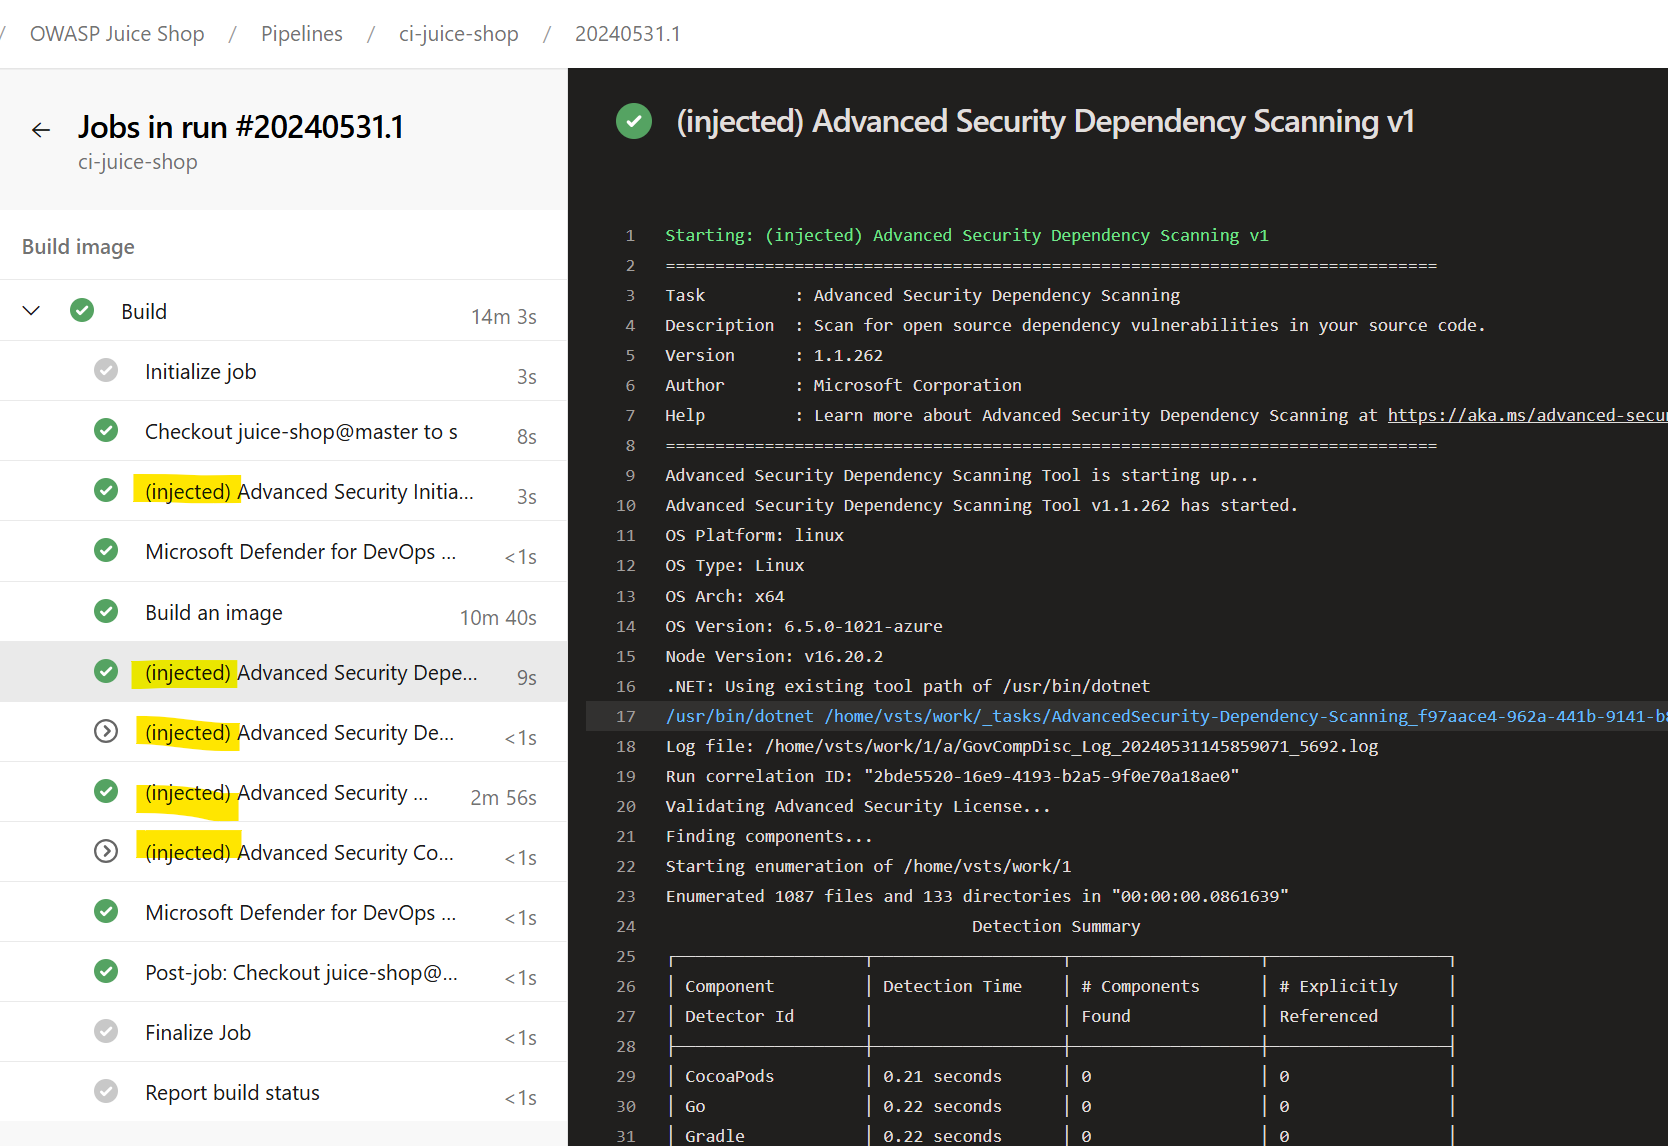 / OWASP Juice Shop / Pipelines / ci-juice-shop / 20240531.1
Jobs in run #20240531.1
ci-juice-shop
Build image
Build 14m 3s
Initialize job 3s
Checkout juice-shop@master to s 8s
(injected) Advanced Security Initia... 3s
Microsoft Defender for DevOps ... <1s
Build an image 10m 40s
(injected) Advanced Security Depe... 9s
(injected) Advanced Security De... <1s
(injected) Advanced Security ... 2m 56s
(injected) Advanced Security Co... <1s
Microsoft Defender for DevOps ... <1s
Post-job: Checkout juice-shop@... <1s
Finalize Job <1s
Report build status <1s
(injected) Advanced Security Dependency Scanning v1
1 Starting: (injected) Advanced Security Dependency Scanning v1
2 ==============================================================================
3 Task : Advanced Security Dependency Scanning
4 Description : Scan for open source dependency vulnerabilities in your source code.
5 Version : 1.1.262
6 Author : Microsoft Corporation
7 Help : Learn more about Advanced Security Dependency Scanning at https://aka.ms/advanced-secur
8 ==============================================================================
9 Advanced Security Dependency Scanning Tool is starting up...
10 Advanced Security Dependency Scanning Tool v1.1.262 has started.
11 OS Platform: linux
12 OS Type: Linux
13 OS Arch: x64
14 OS Version: 6.5.0-1021-azure
15 Node Version: v16.20.2
16 .NET: Using existing tool path of /usr/bin/dotnet
17 /usr/bin/dotnet /home/vsts/work/_tasks/AdvancedSecurity-Dependency-Scanning_f97aace4-962a-441b-9141-b8
18 Log file: /home/vsts/work/1/a/GovCompDisc_Log_20240531145859071_5692.log
19 Run correlation ID: "2bde5520-16e9-4193-b2a5-9f0e70a18ae0"
20 Validating Advanced Security License...
21 Finding components...
22 Starting enumeration of /home/vsts/work/1
23 Enumerated 1087 files and 133 directories in "00:00:00.0861639"
24 Detection Summary
25
26 Component Detection Time # Components # Explicitly
27 Detector Id Found Referenced
28
29 CocoaPods 0.21 seconds 0 0
30 Go 0.22 seconds 0 0
31 Gradle 0.22 seconds 0 0